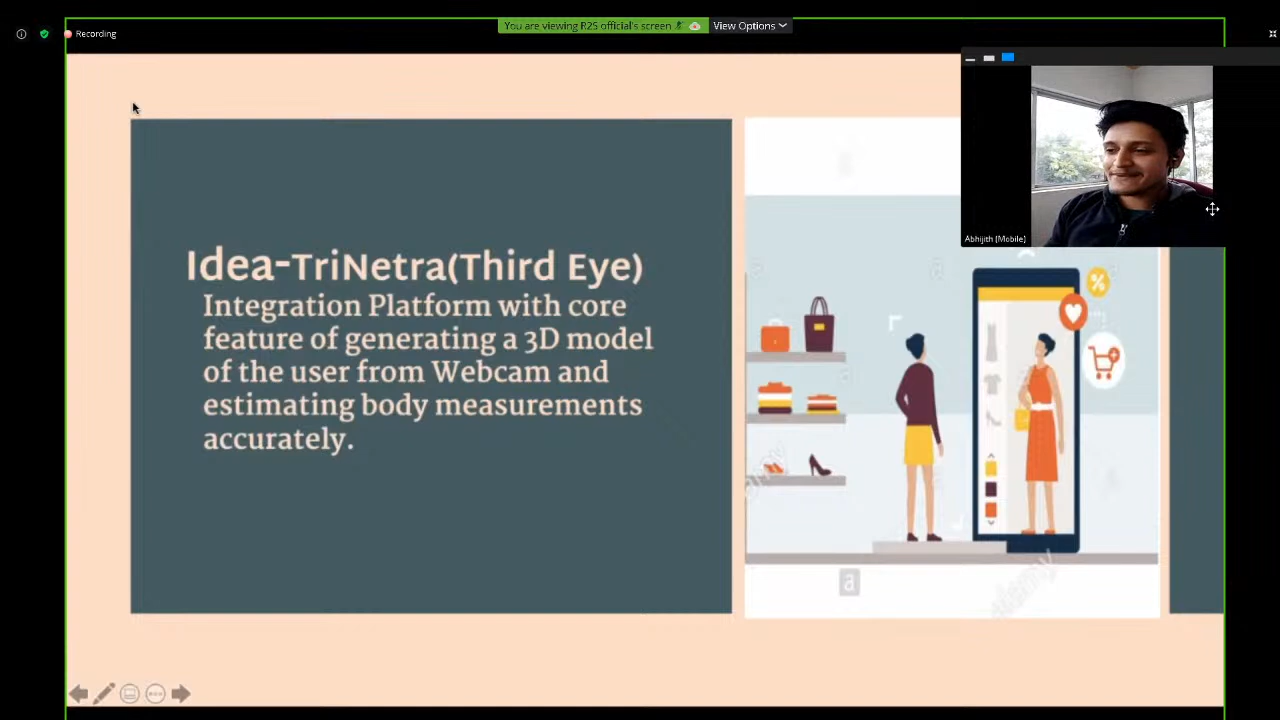 You are viewing R25 official's screen
View Options
Recording
Abhijith [Mobile]
Idea-TriNetra(Third Eye)
Integration Platform with core
feature of generating a 3D model
of the user from Webcam and
estimating body measurements
accurately.
%
a